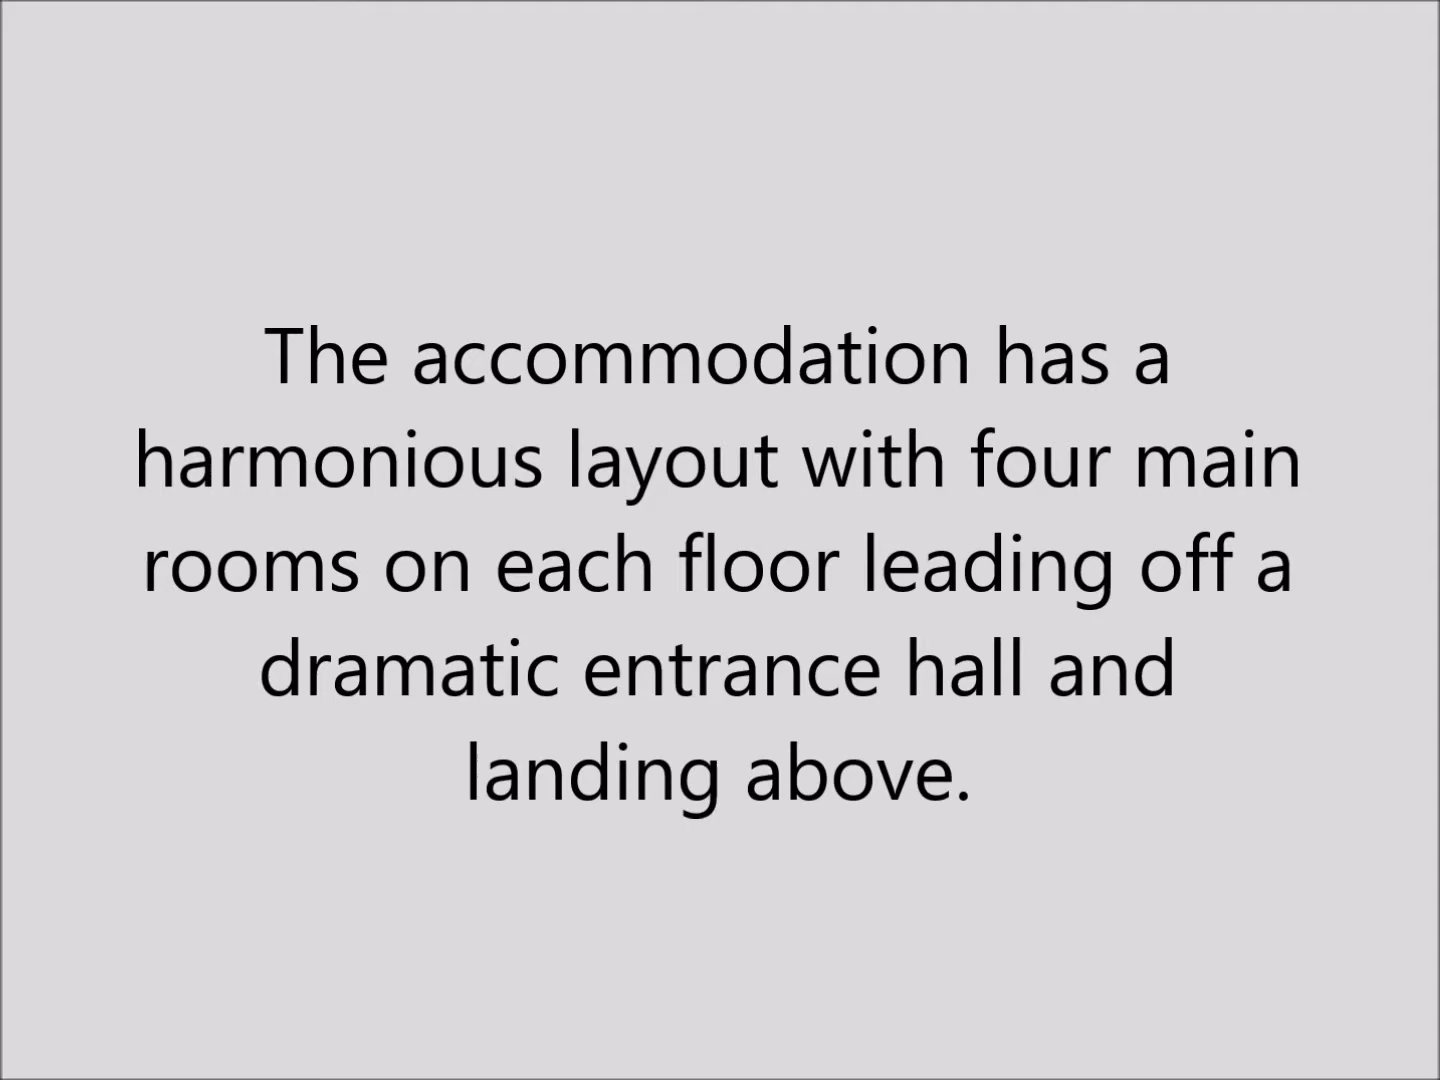 The accommodation has a
harmonious layout with four main
rooms on each floor leading off a
dramatic entrance hall and
landing above.